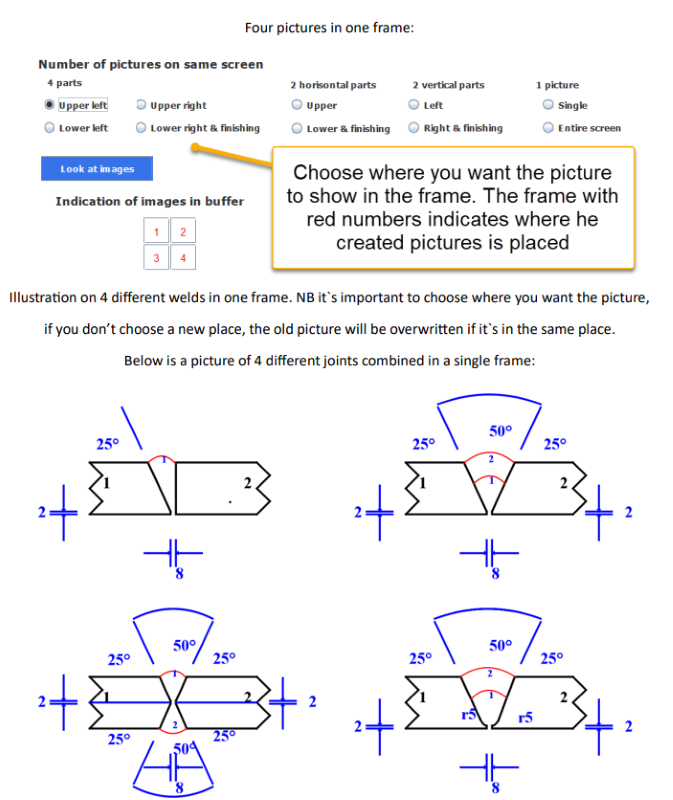 Four pictures in one frame:
Number of pictures on same screen
4 parts
2 horisontal parts
2 vertical parts
1 picture
Upper left
Upper right
Upper
Left
Single
Lower left
Lower right & finishing
Lower & finishing
Right & finishing
Entire screen
Look at images
Indication of images in buffer
1 2
3 4
Choose where you want the picture
to show in the frame. The frame with
red numbers indicates where he
created pictures is placed
Illustration on 4 different welds in one frame. NB it`s important to choose where you want the picture,
if you don’t choose a new place, the old picture will be overwritten if it`s in the same place.
Below is a picture of 4 different joints combined in a single frame:
25°
1
1
2
2
8
50°
25°
25°
2
1
1
2
2
2
8
50°
25°
25°
1
1
2
2
2
2
25°
25°
50°
8
50°
25°
25°
2
1
1
2
r5
r5
2
2
8